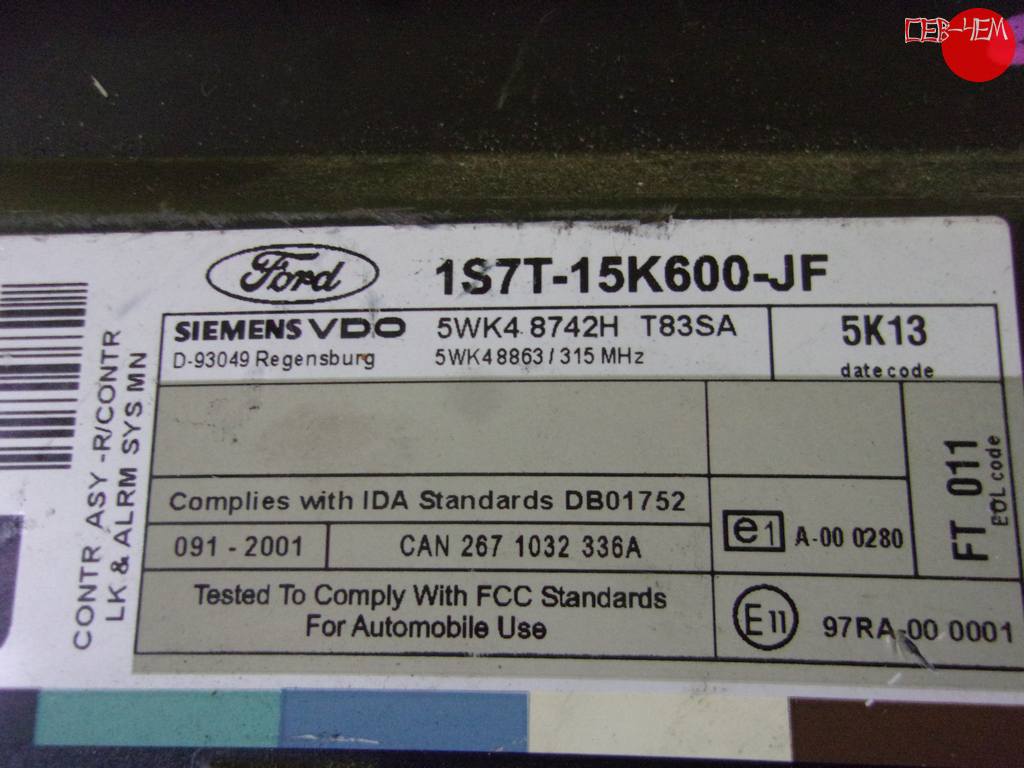 ЦЕВ-ЧЕМ
Ford
1S7T-15K600-JF
SIEMENS VDO 5WK4 8742H T83SA
D-93049 Regensburg 5WK48863 / 315 MHz
5K13
date code
CONTR ASY -R/CONTR
LK & ALRM SYS MN
Complies with IDA Standards DB01752
091 - 2001 CAN 267 1032 336A
e1 A-00 0280
FT 011
EOL code
Tested To Comply With FCC Standards
For Automobile Use
E11 97RA-00 0001